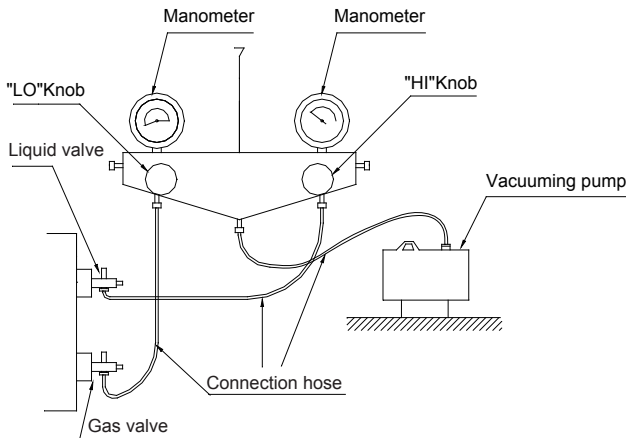 Manometer
Manometer
"LO"Knob
"HI"Knob
Liquid valve
Vacuuming pump
Connection hose
Gas valve